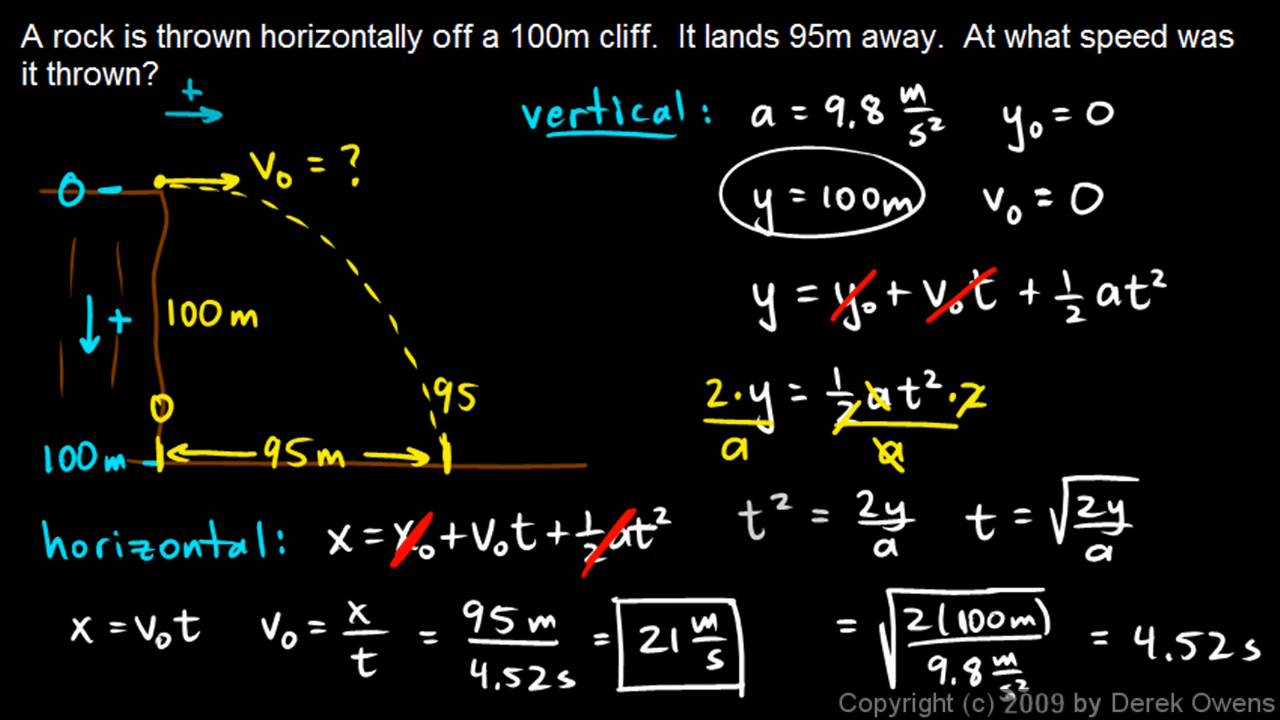 A rock is thrown horizontally off a 100m cliff. It lands 95m away. At what speed was
it thrown?
+
v₀ = ?
0
+
100m
0
95
100m
95m
vertical: a = 9.8 m/s² y₀ = 0
y = 100m v₀ = 0
y = y₀ + v₀t + ½ at²
2·y/a = ½at²·2/a
t² = 2y/a t = √(2y/a)
= √(2(100m)/9.8 m/s²) = 4.52s
horizontal: x = x₀ + v₀t + ½at²
x = v₀t v₀ = x/t = 95m/4.52s = 21 m/s
Copyright (c) 2009 by Derek Owens